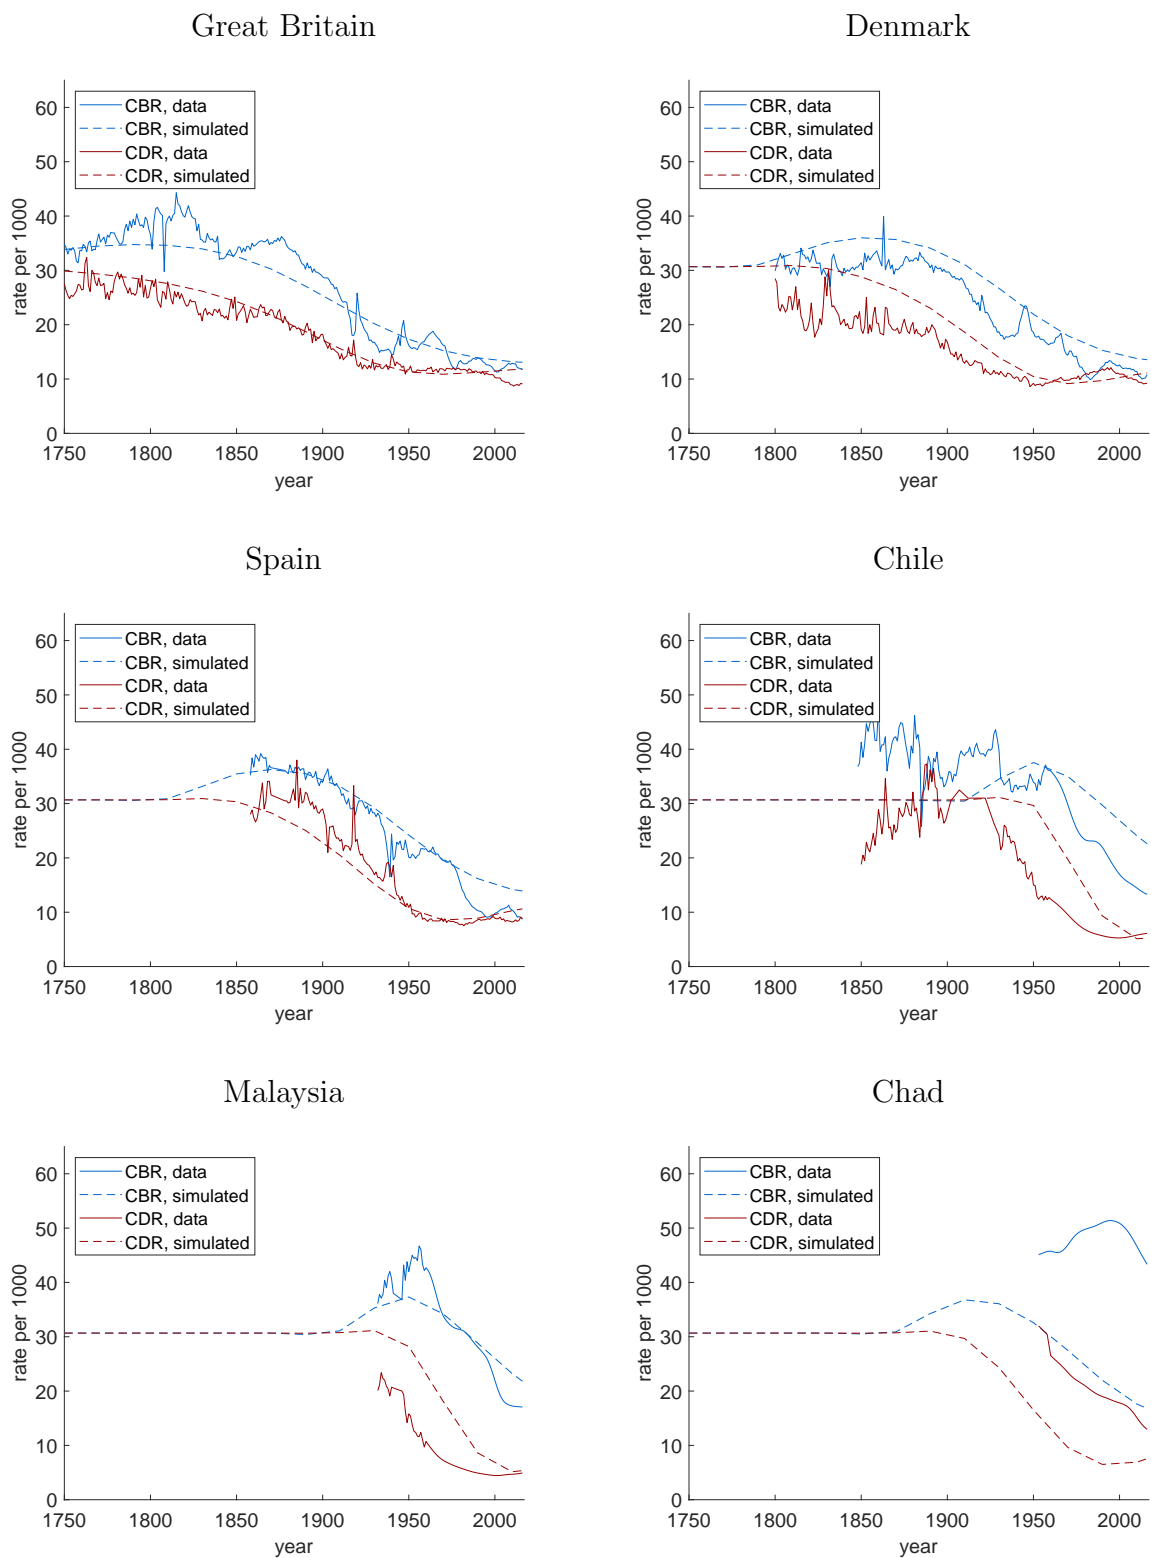 Great Britain
Denmark
60
50
40
30
20
10
0
rate per 1000
CBR, data
CBR, simulated
CDR, data
CDR, simulated
1750 1800 1850 1900 1950 2000
year
60
50
40
30
20
10
0
rate per 1000
CBR, data
CBR, simulated
CDR, data
CDR, simulated
1750 1800 1850 1900 1950 2000
year
Spain
Chile
60
50
40
30
20
10
0
rate per 1000
CBR, data
CBR, simulated
CDR, data
CDR, simulated
1750 1800 1850 1900 1950 2000
year
60
50
40
30
20
10
0
rate per 1000
CBR, data
CBR, simulated
CDR, data
CDR, simulated
1750 1800 1850 1900 1950 2000
year
Malaysia
Chad
60
50
40
30
20
10
0
rate per 1000
CBR, data
CBR, simulated
CDR, data
CDR, simulated
1750 1800 1850 1900 1950 2000
year
60
50
40
30
20
10
0
rate per 1000
CBR, data
CBR, simulated
CDR, data
CDR, simulated
1750 1800 1850 1900 1950 2000
year